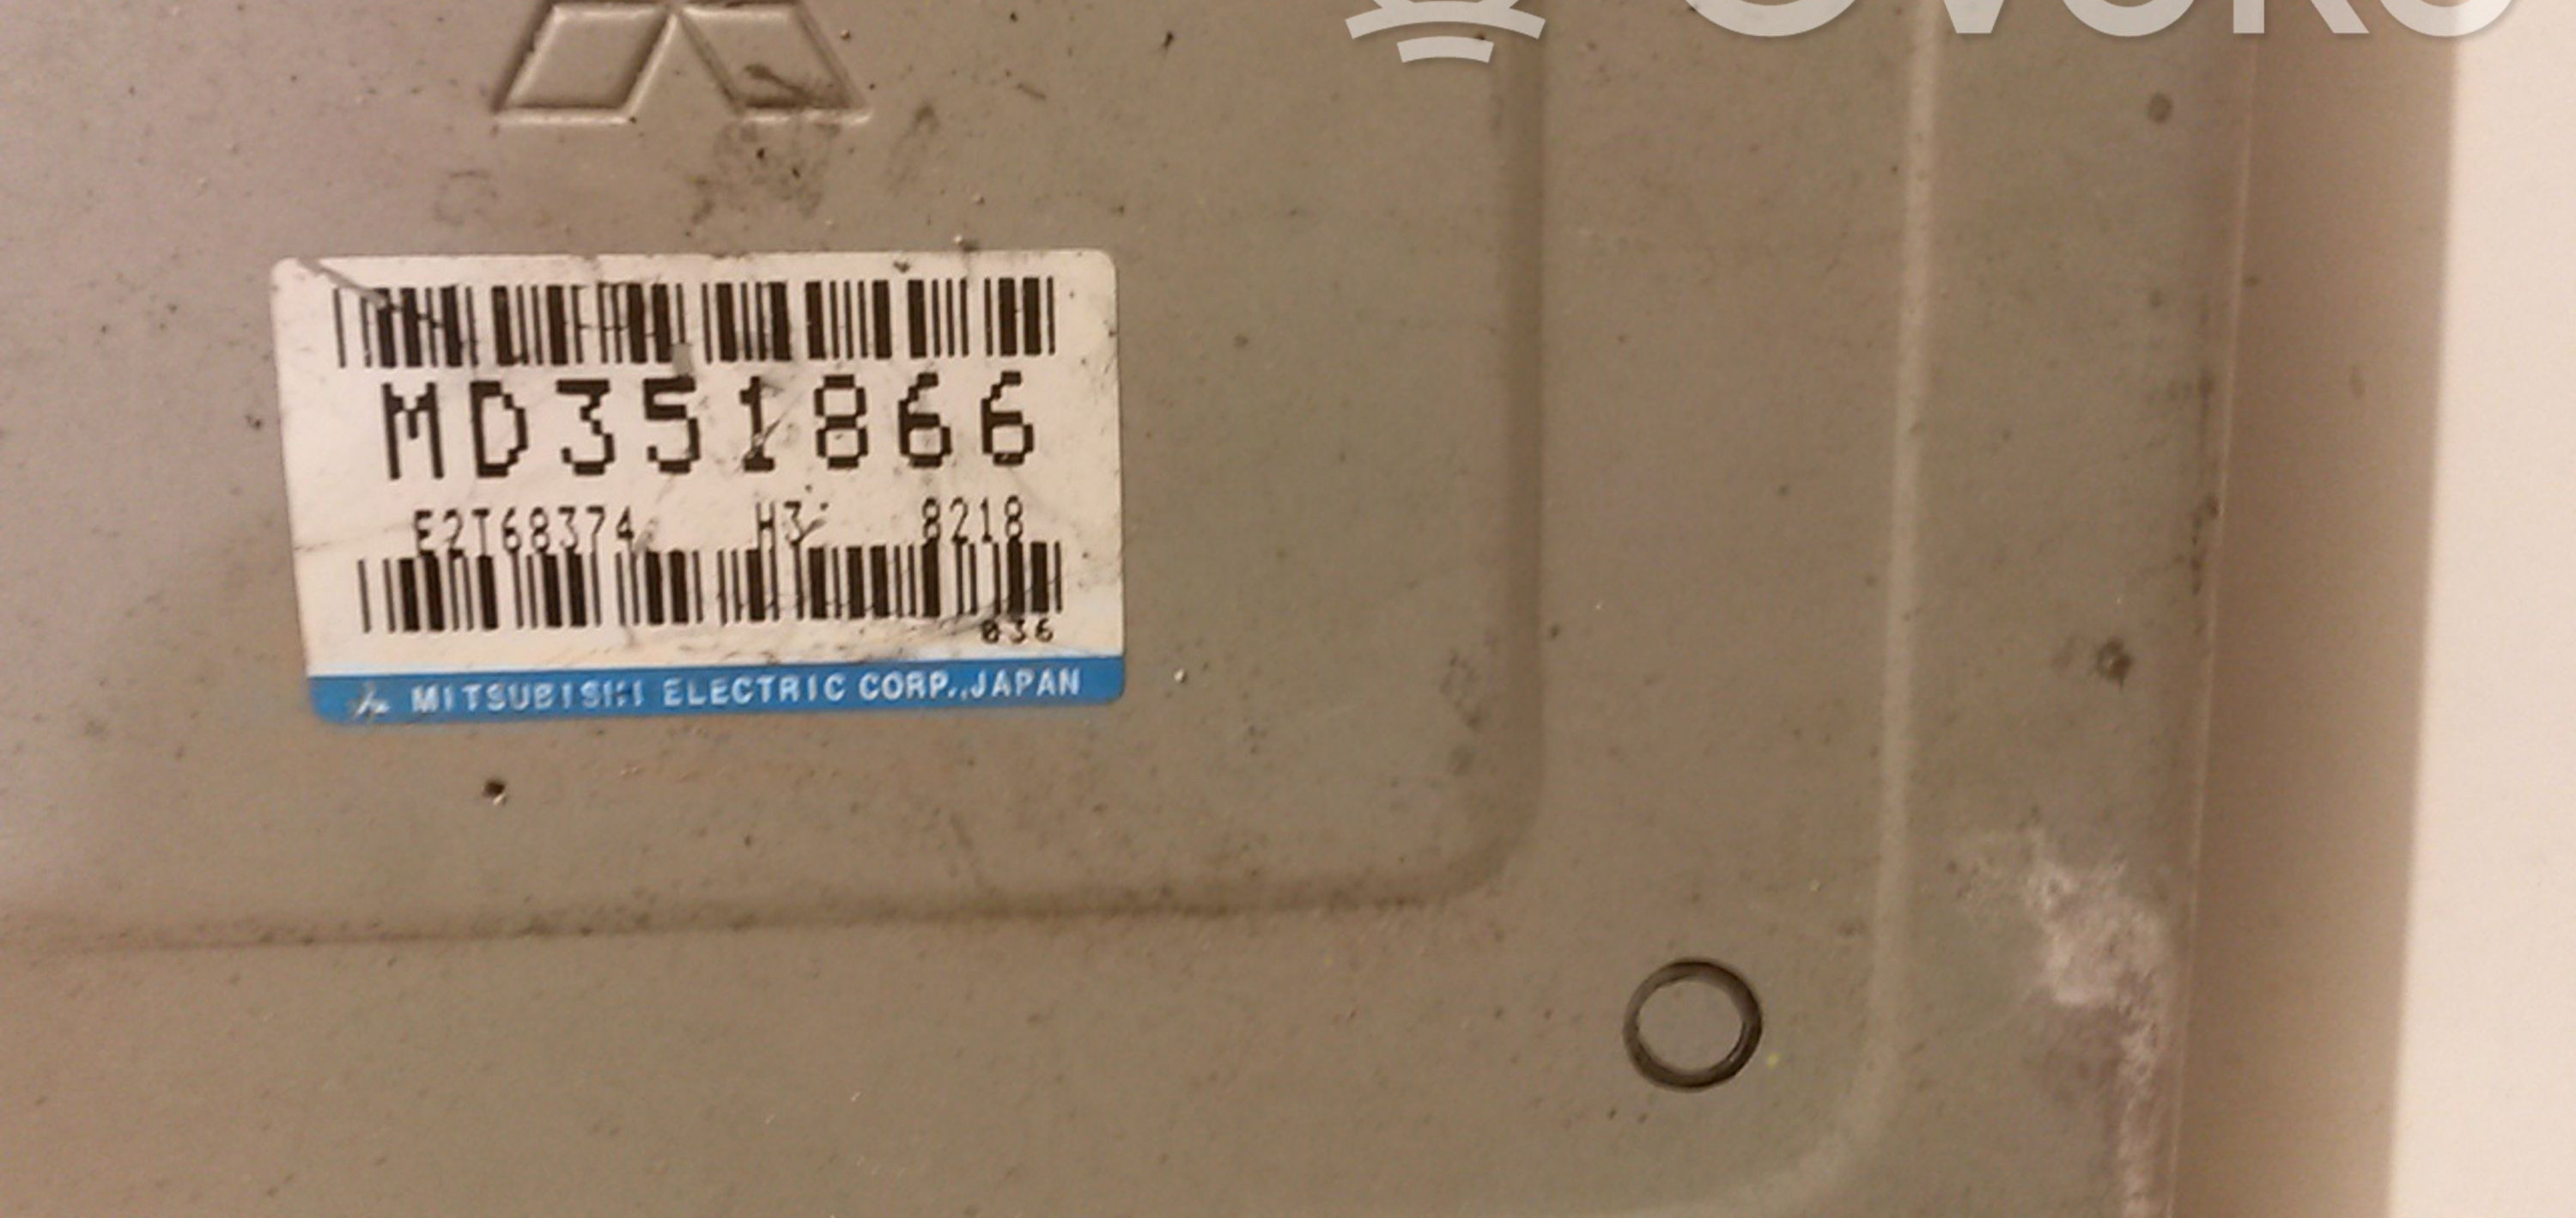 MD351866
E2T68374 H3 8218
036
MITSUBISHI ELECTRIC CORP., JAPAN